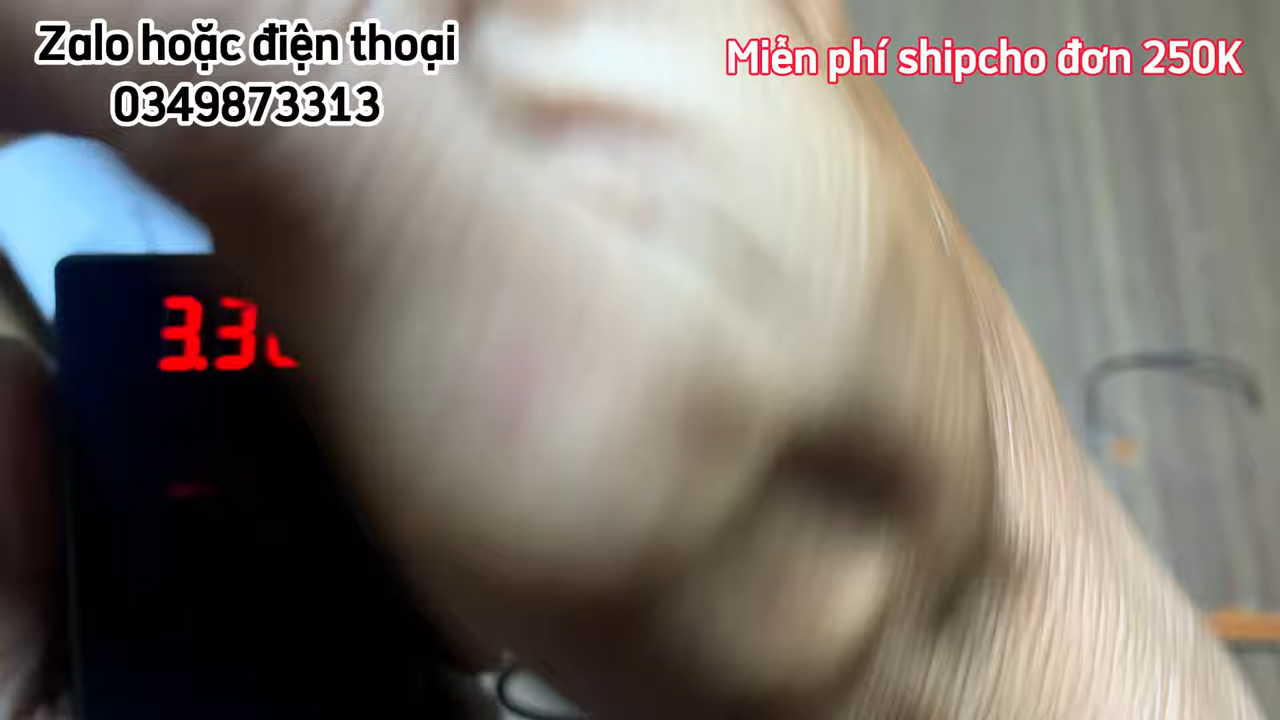 Zalo hoặc điện thoại
0349873313
Miễn phí shipcho đơn 250K